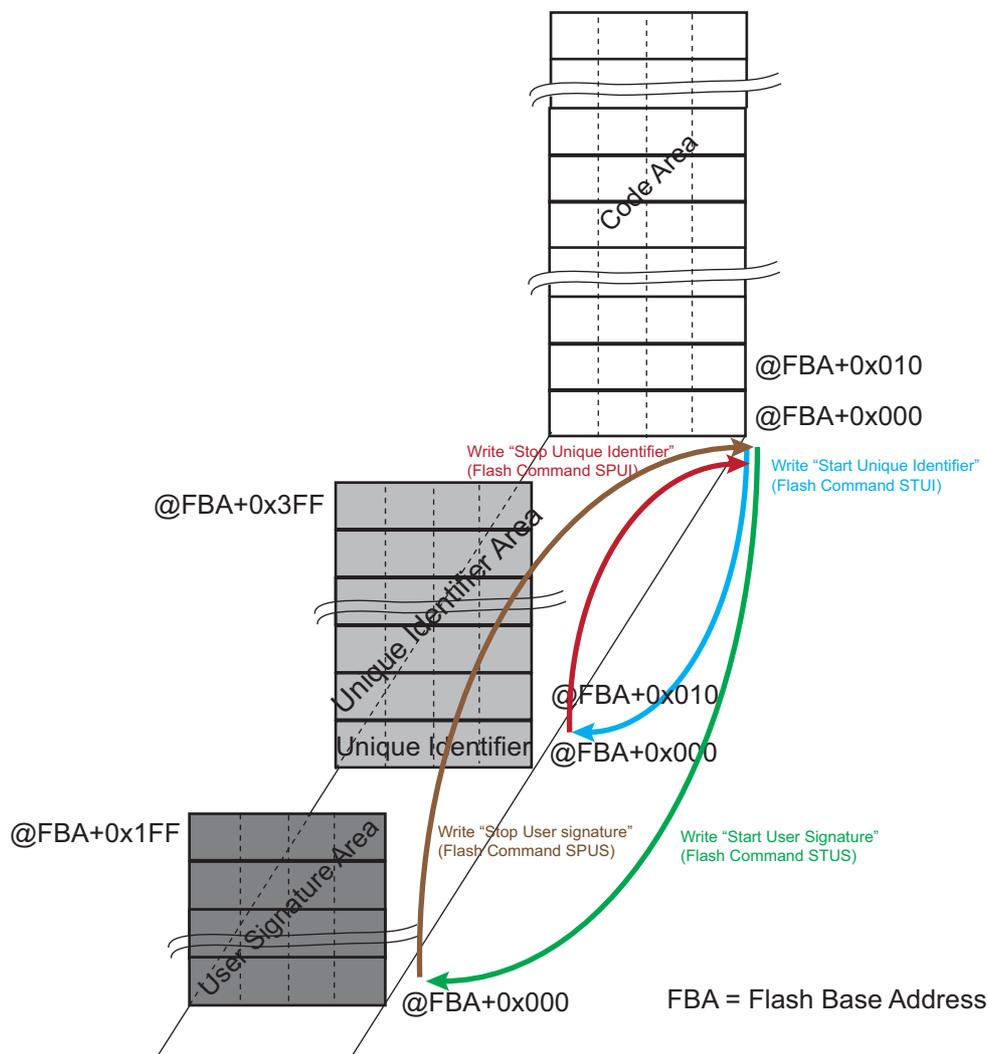 Code Area
@FBA+0x010
@FBA+0x000
Write “Stop Unique Identifier”
(Flash Command SPUI)
Write “Start Unique Identifier”
(Flash Command STUI)
@FBA+0x3FF
Unique Identifier Area
@FBA+0x010
Unique Identifier
@FBA+0x000
@FBA+0x1FF
User Signature Area
Write “Stop User signature”
(Flash Command SPUS)
Write “Start User Signature”
(Flash Command STUS)
@FBA+0x000
FBA = Flash Base Address